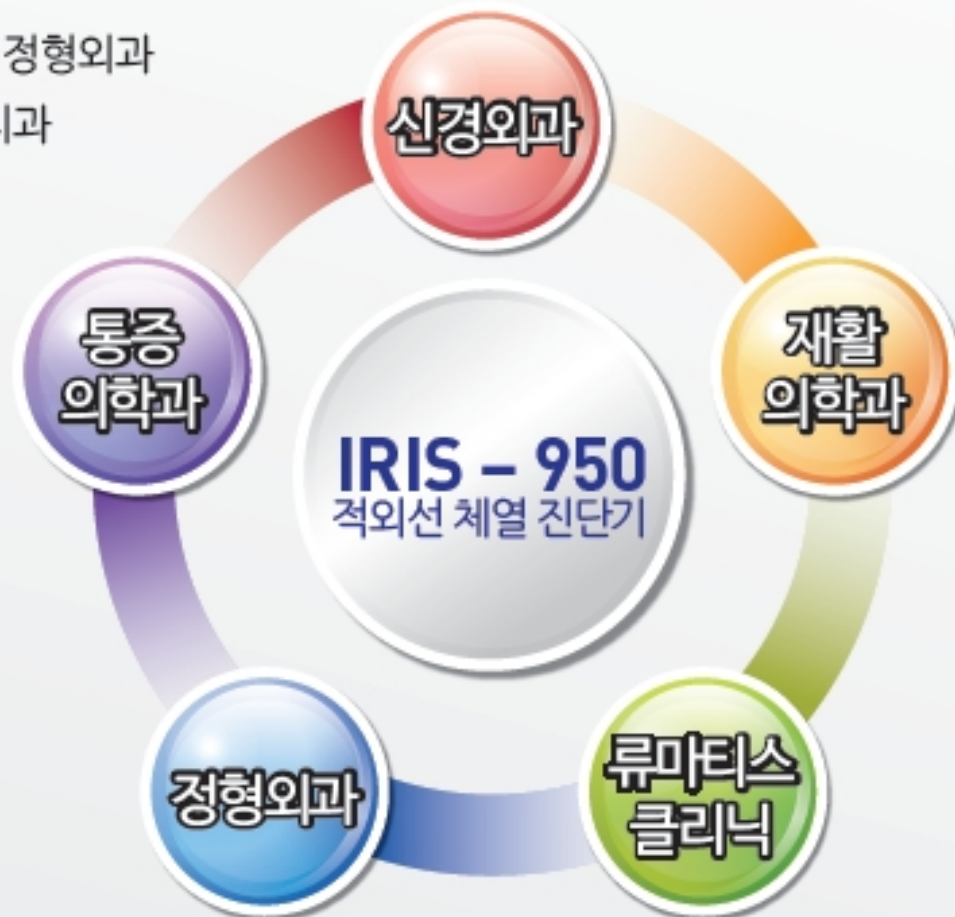 정형외과
외과
신경외과
통증
의학과
재활
의학과
IRIS – 950
적외선 체열 진단기
정형외과
류마티스
클리닉